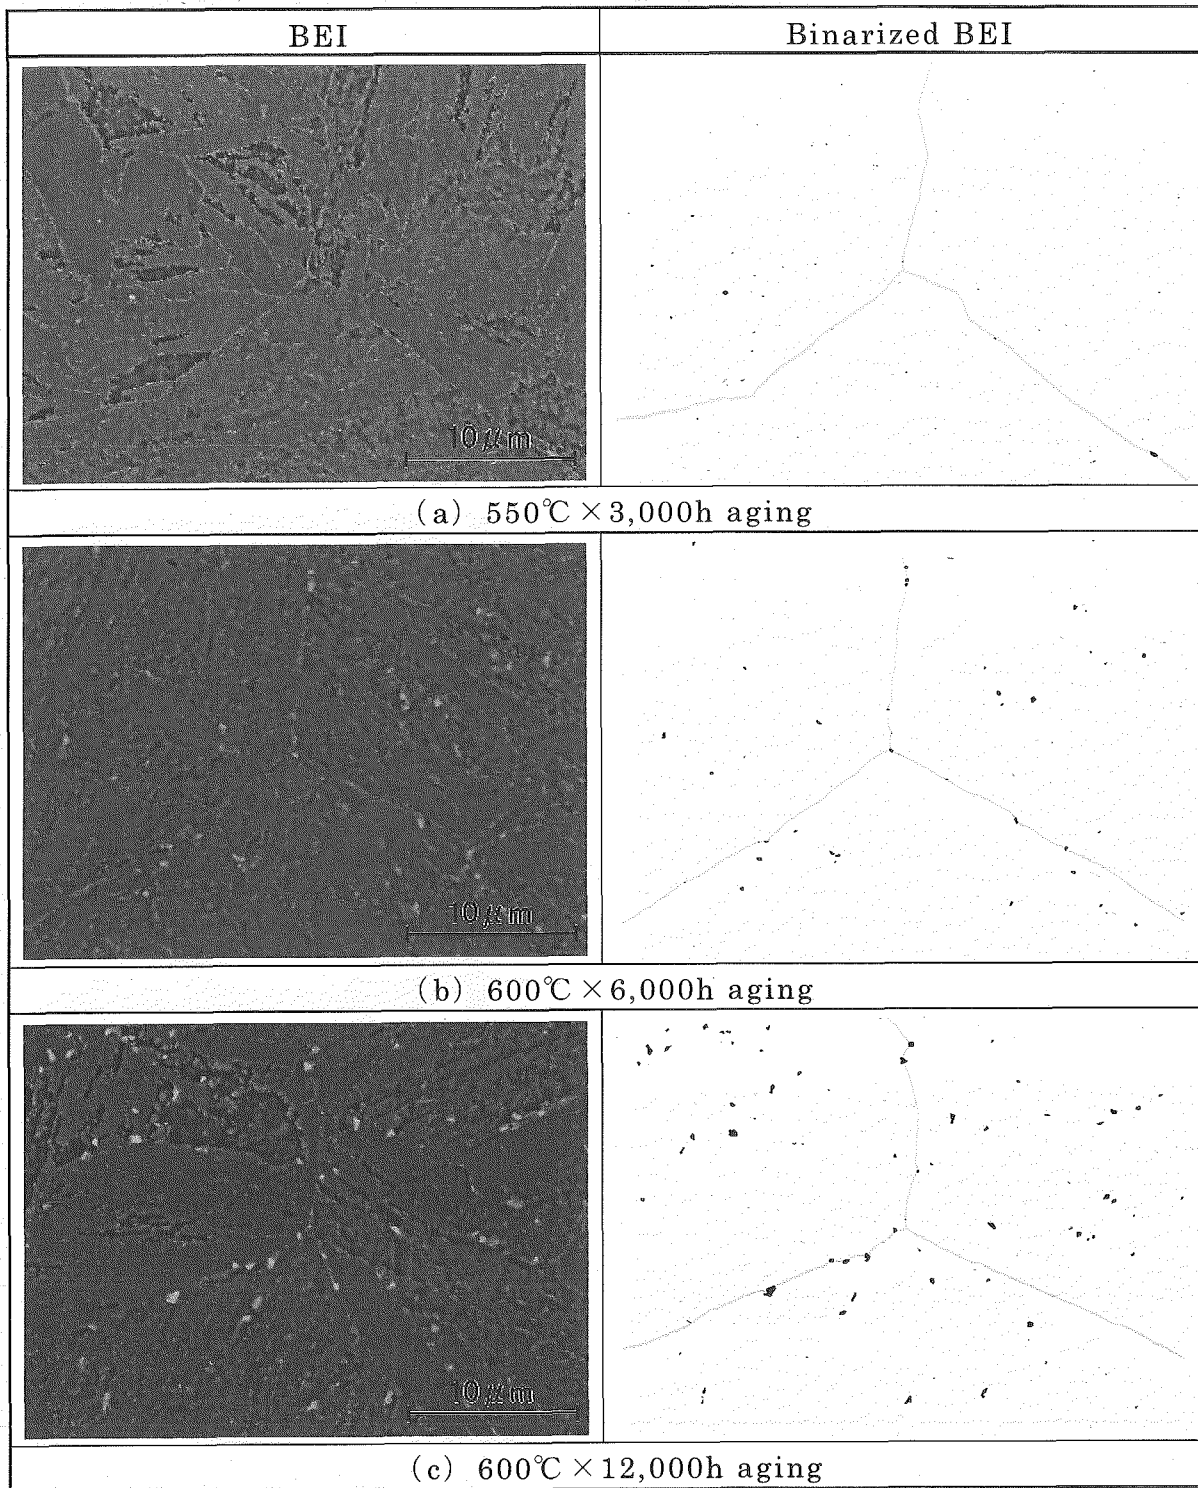 BEI
Binarized BEI
10μm
(a) 550℃×3,000h aging
10μm
(b) 600℃×6,000h aging
10μm
(c) 600℃×12,000h aging